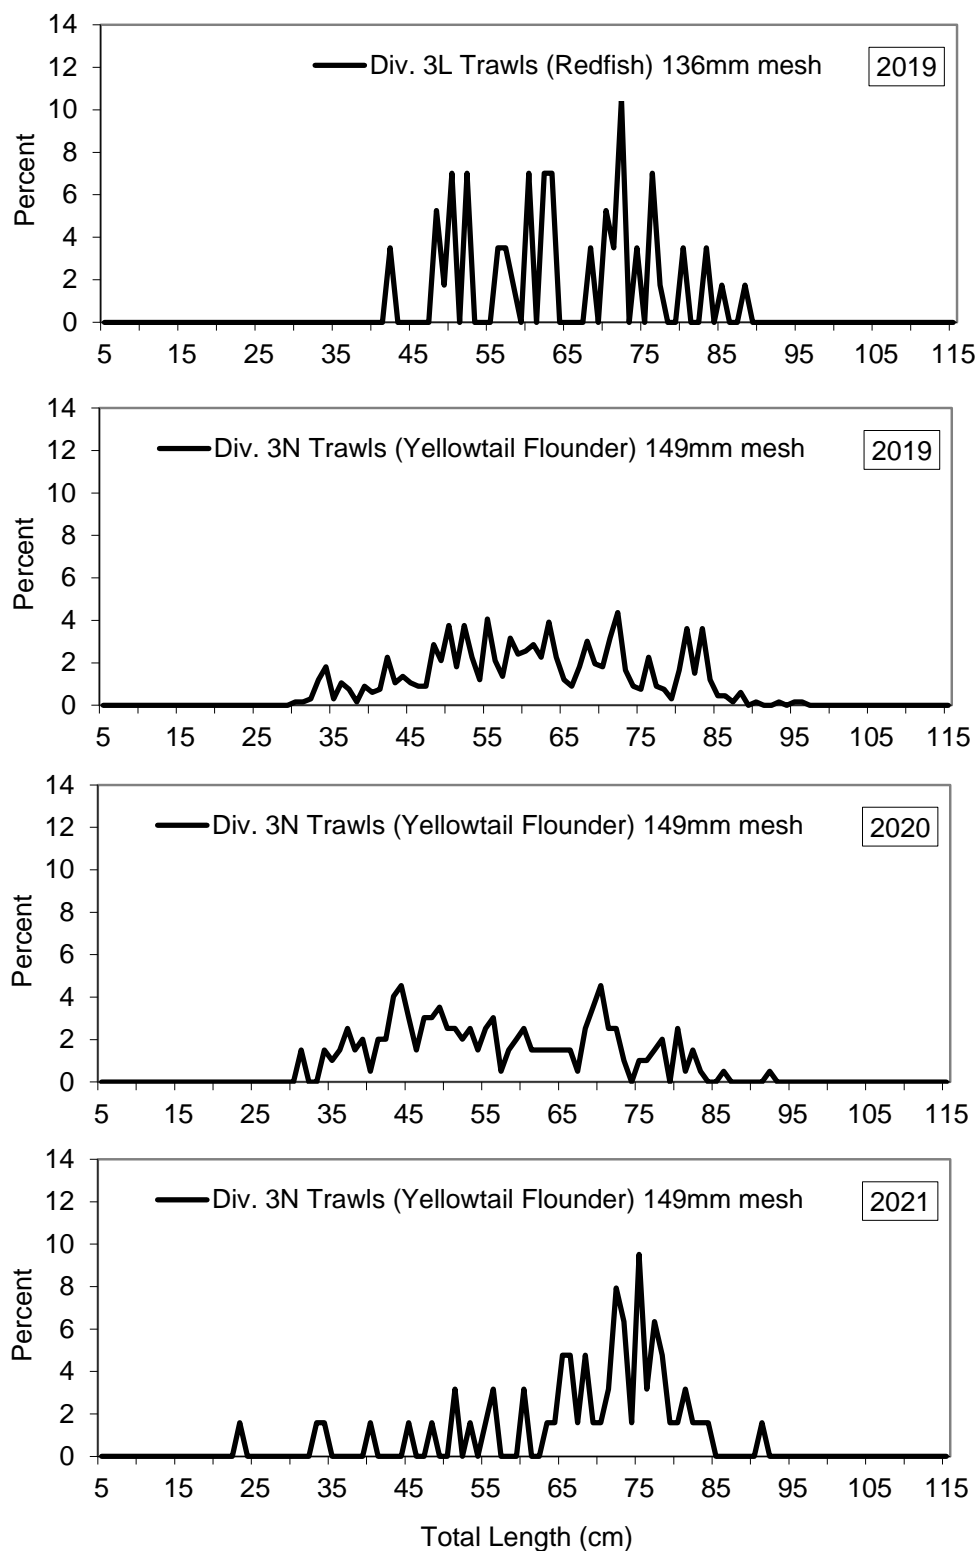 14
Div. 3L Trawls (Redfish) 136mm mesh 2019
12
10
8
6
4
2
0
Percent
5 15 25 35 45 55 65 75 85 95 105 115
14
Div. 3N Trawls (Yellowtail Flounder) 149mm mesh 2019
12
10
8
6
4
2
0
Percent
5 15 25 35 45 55 65 75 85 95 105 115
14
Div. 3N Trawls (Yellowtail Flounder) 149mm mesh 2020
12
10
8
6
4
2
0
Percent
5 15 25 35 45 55 65 75 85 95 105 115
14
Div. 3N Trawls (Yellowtail Flounder) 149mm mesh 2021
12
10
8
6
4
2
0
Percent
5 15 25 35 45 55 65 75 85 95 105 115
Total Length (cm)